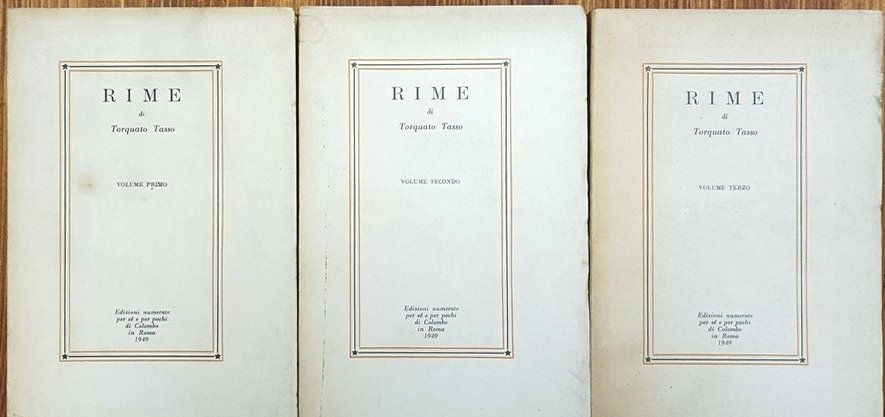 RIME
di
Torquato Tasso
VOLUME PRIMO
Edizioni numerate
per sé e per pochi
di Colombo
in Roma
1949
RIME
di
Torquato Tasso
VOLUME SECONDO
Edizioni numerate
per sé e per pochi
di Colombo
in Roma
1949
RIME
di
Torquato Tasso
VOLUME TERZO
Edizioni numerate
per sé e per pochi
di Colombo
in Roma
1949